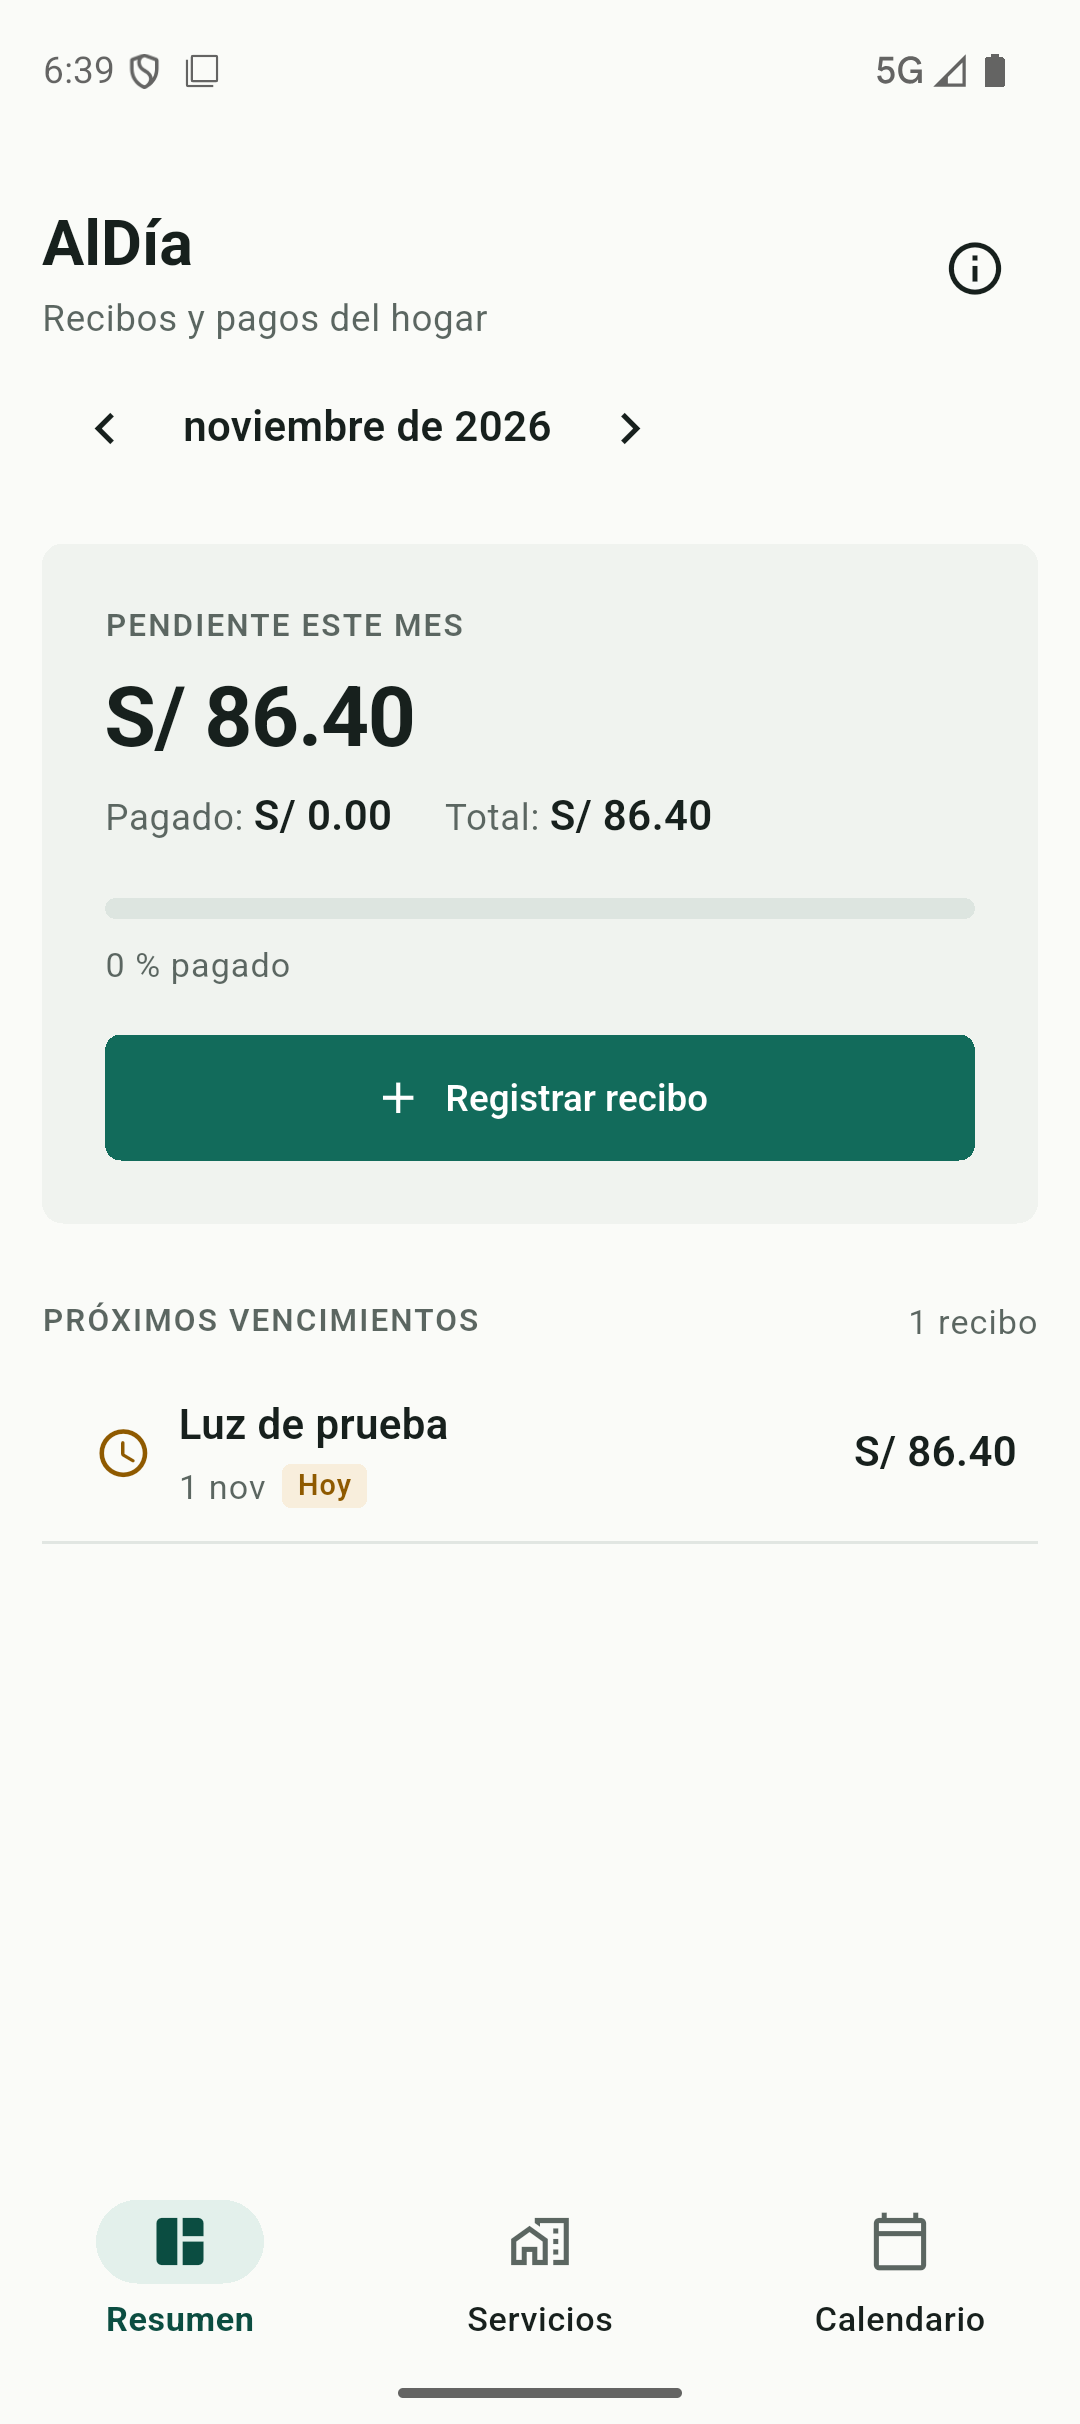 6:39
5G
AlDía
Recibos y pagos del hogar
noviembre de 2026
PENDIENTE ESTE MES
S/ 86.40
Pagado: S/ 0.00 Total: S/ 86.40
0 % pagado
Registrar recibo
PRÓXIMOS VENCIMIENTOS 1 recibo
Luz de prueba
S/ 86.40
1 nov Hoy
Resumen Servicios Calendario